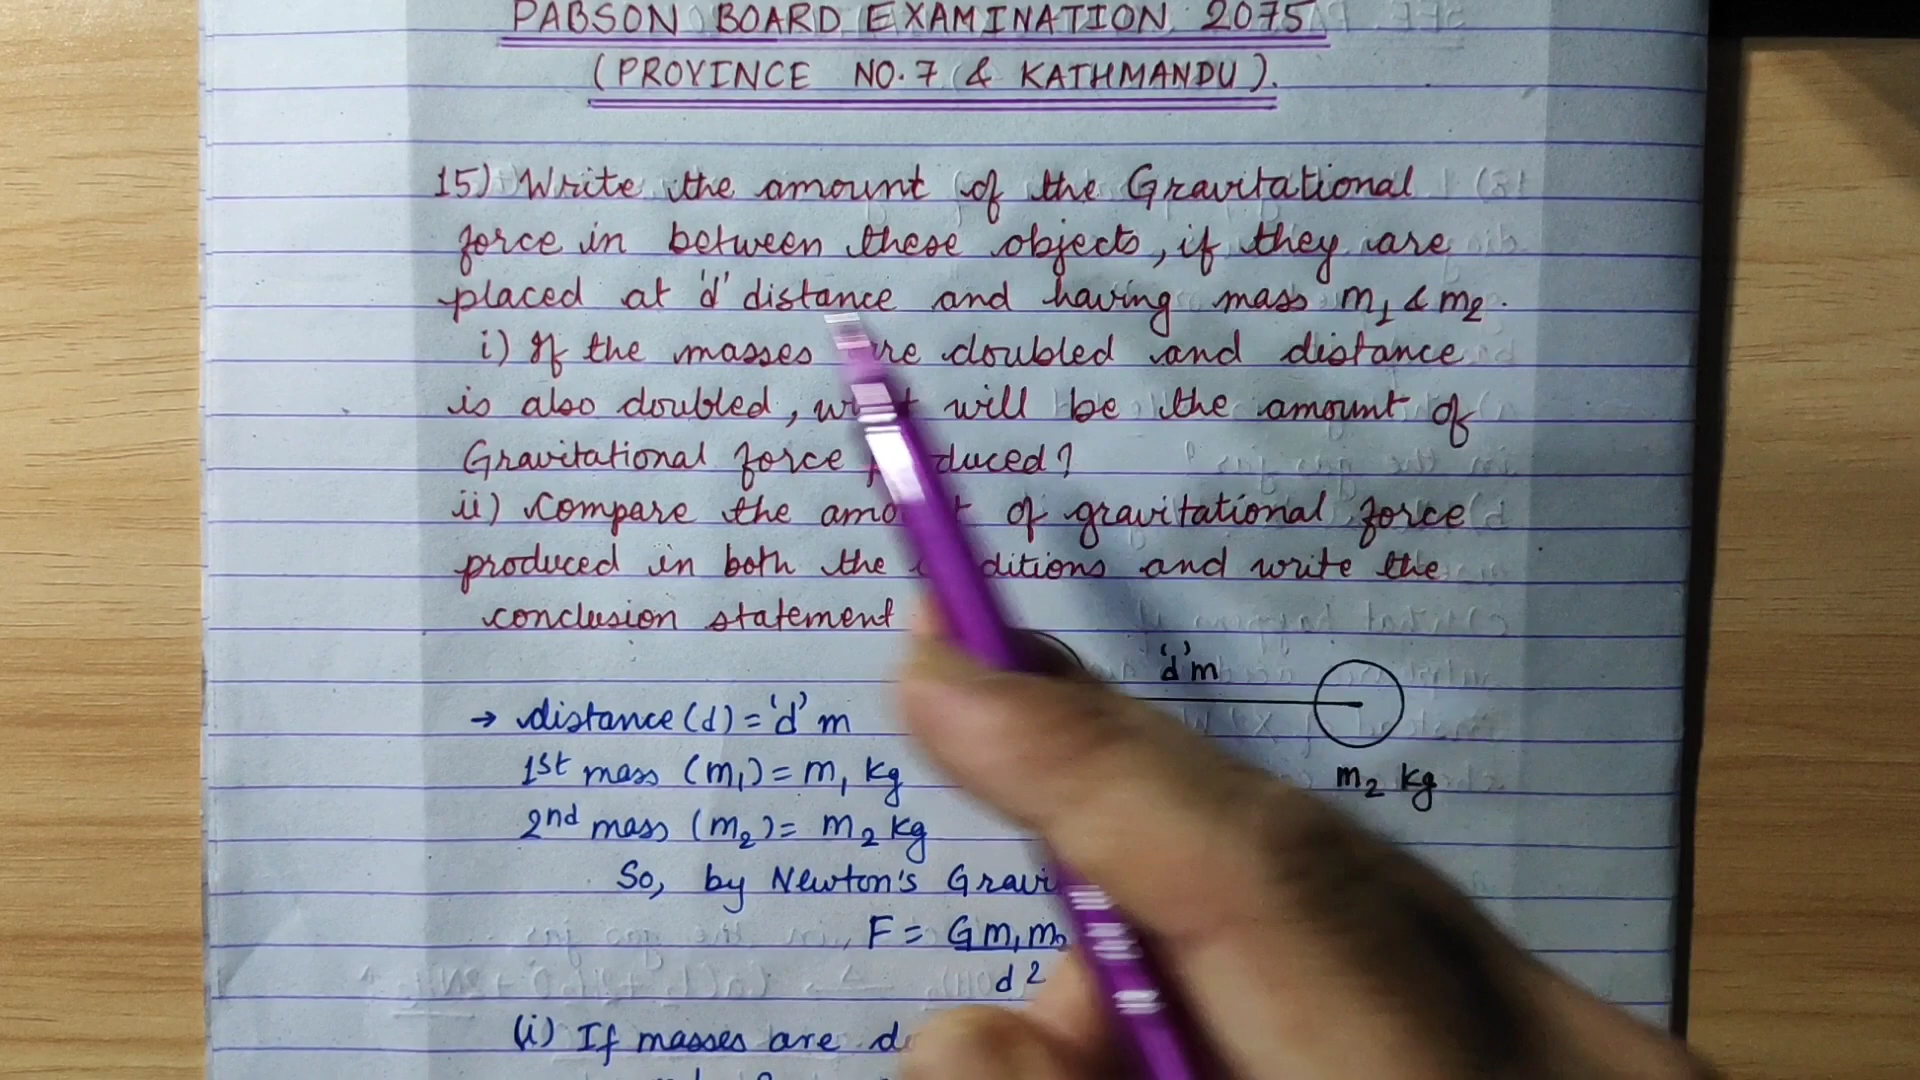 PABSON BOARD EXAMINATION 2075
(PROVINCE NO.7 & KATHMANDU).
15) Write the amount of the Gravitational
force in between these objects, if they are
placed at 'd' distance and having mass m₁ & m₂.
i) If the masses are doubled and distance
is also doubled, will be the amount of
Gravitational force produced?
ii) Compare the of gravitational force
produced in both the and write the
conclusion statement
'd'm
→ distance (d) = 'd' m
1st mass (m₁) = m₁ kg
m₂ kg
2nd mass (m₂) = m₂ kg
So, by Newton's
F = Gm₁m₂
d²
(i) If masses are